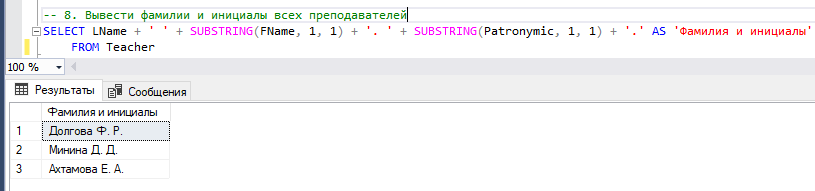 -- 8. Вывести фамилии и инициалы всех преподавателей
SELECT LName + ' ' + SUBSTRING(FName, 1, 1) + '. ' + SUBSTRING(Patronymic, 1, 1) + '.' AS 'Фамилия и инициалы'
FROM Teacher
100 %
Результаты Сообщения
Фамилия и инициалы
1 Долгова Ф. Р.
2 Минина Д. Д.
3 Ахтамова Е. А.